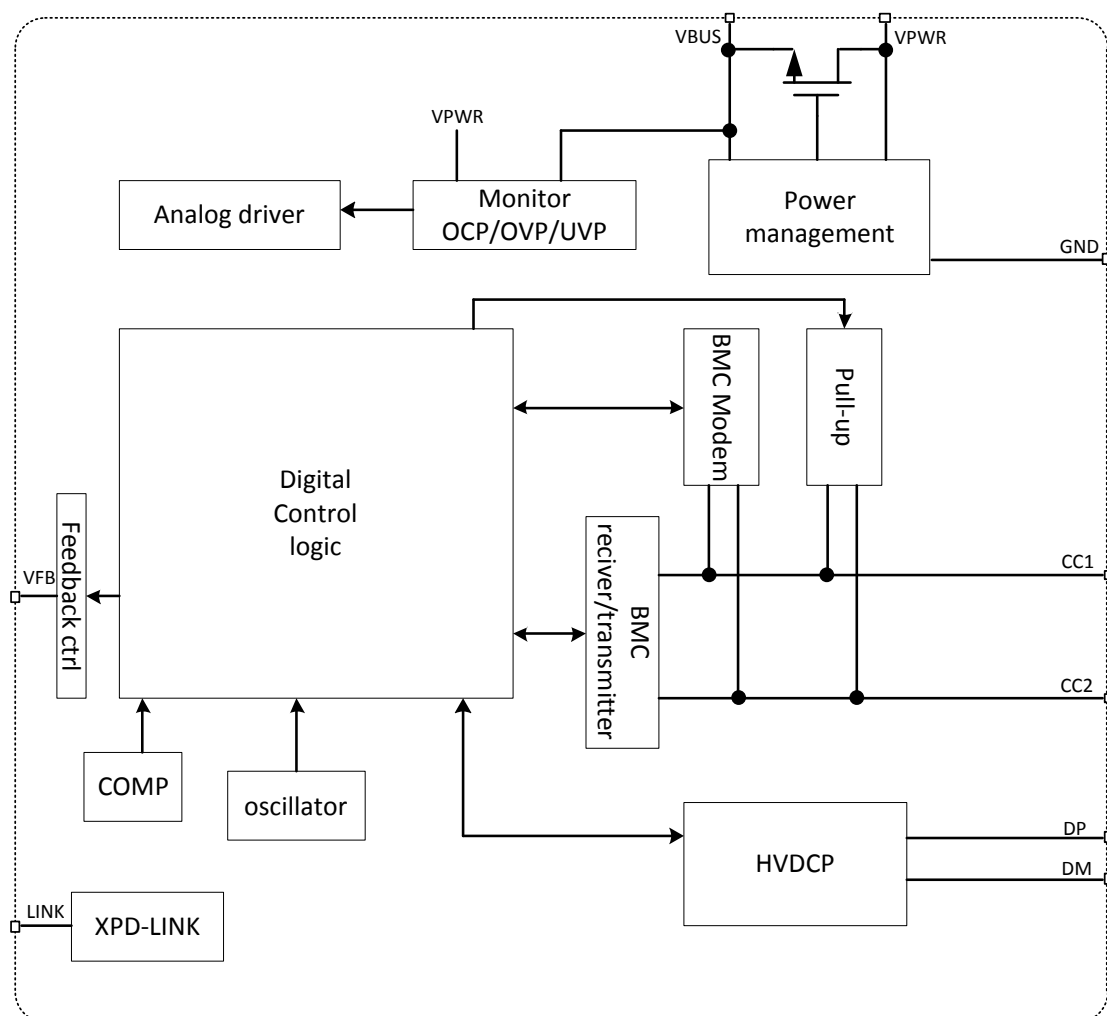 VBUS
VPWR
VPWR
Analog driver
Monitor
OCP/OVP/UVP
Power
management
GND
BMC Modem
Pull-up
Digital
Control
logic
Feedback ctrl
VFB
BMC
reciver/transmitter
CC1
CC2
COMP
oscillator
HVDCP
DP
DM
LINK
XPD-LINK